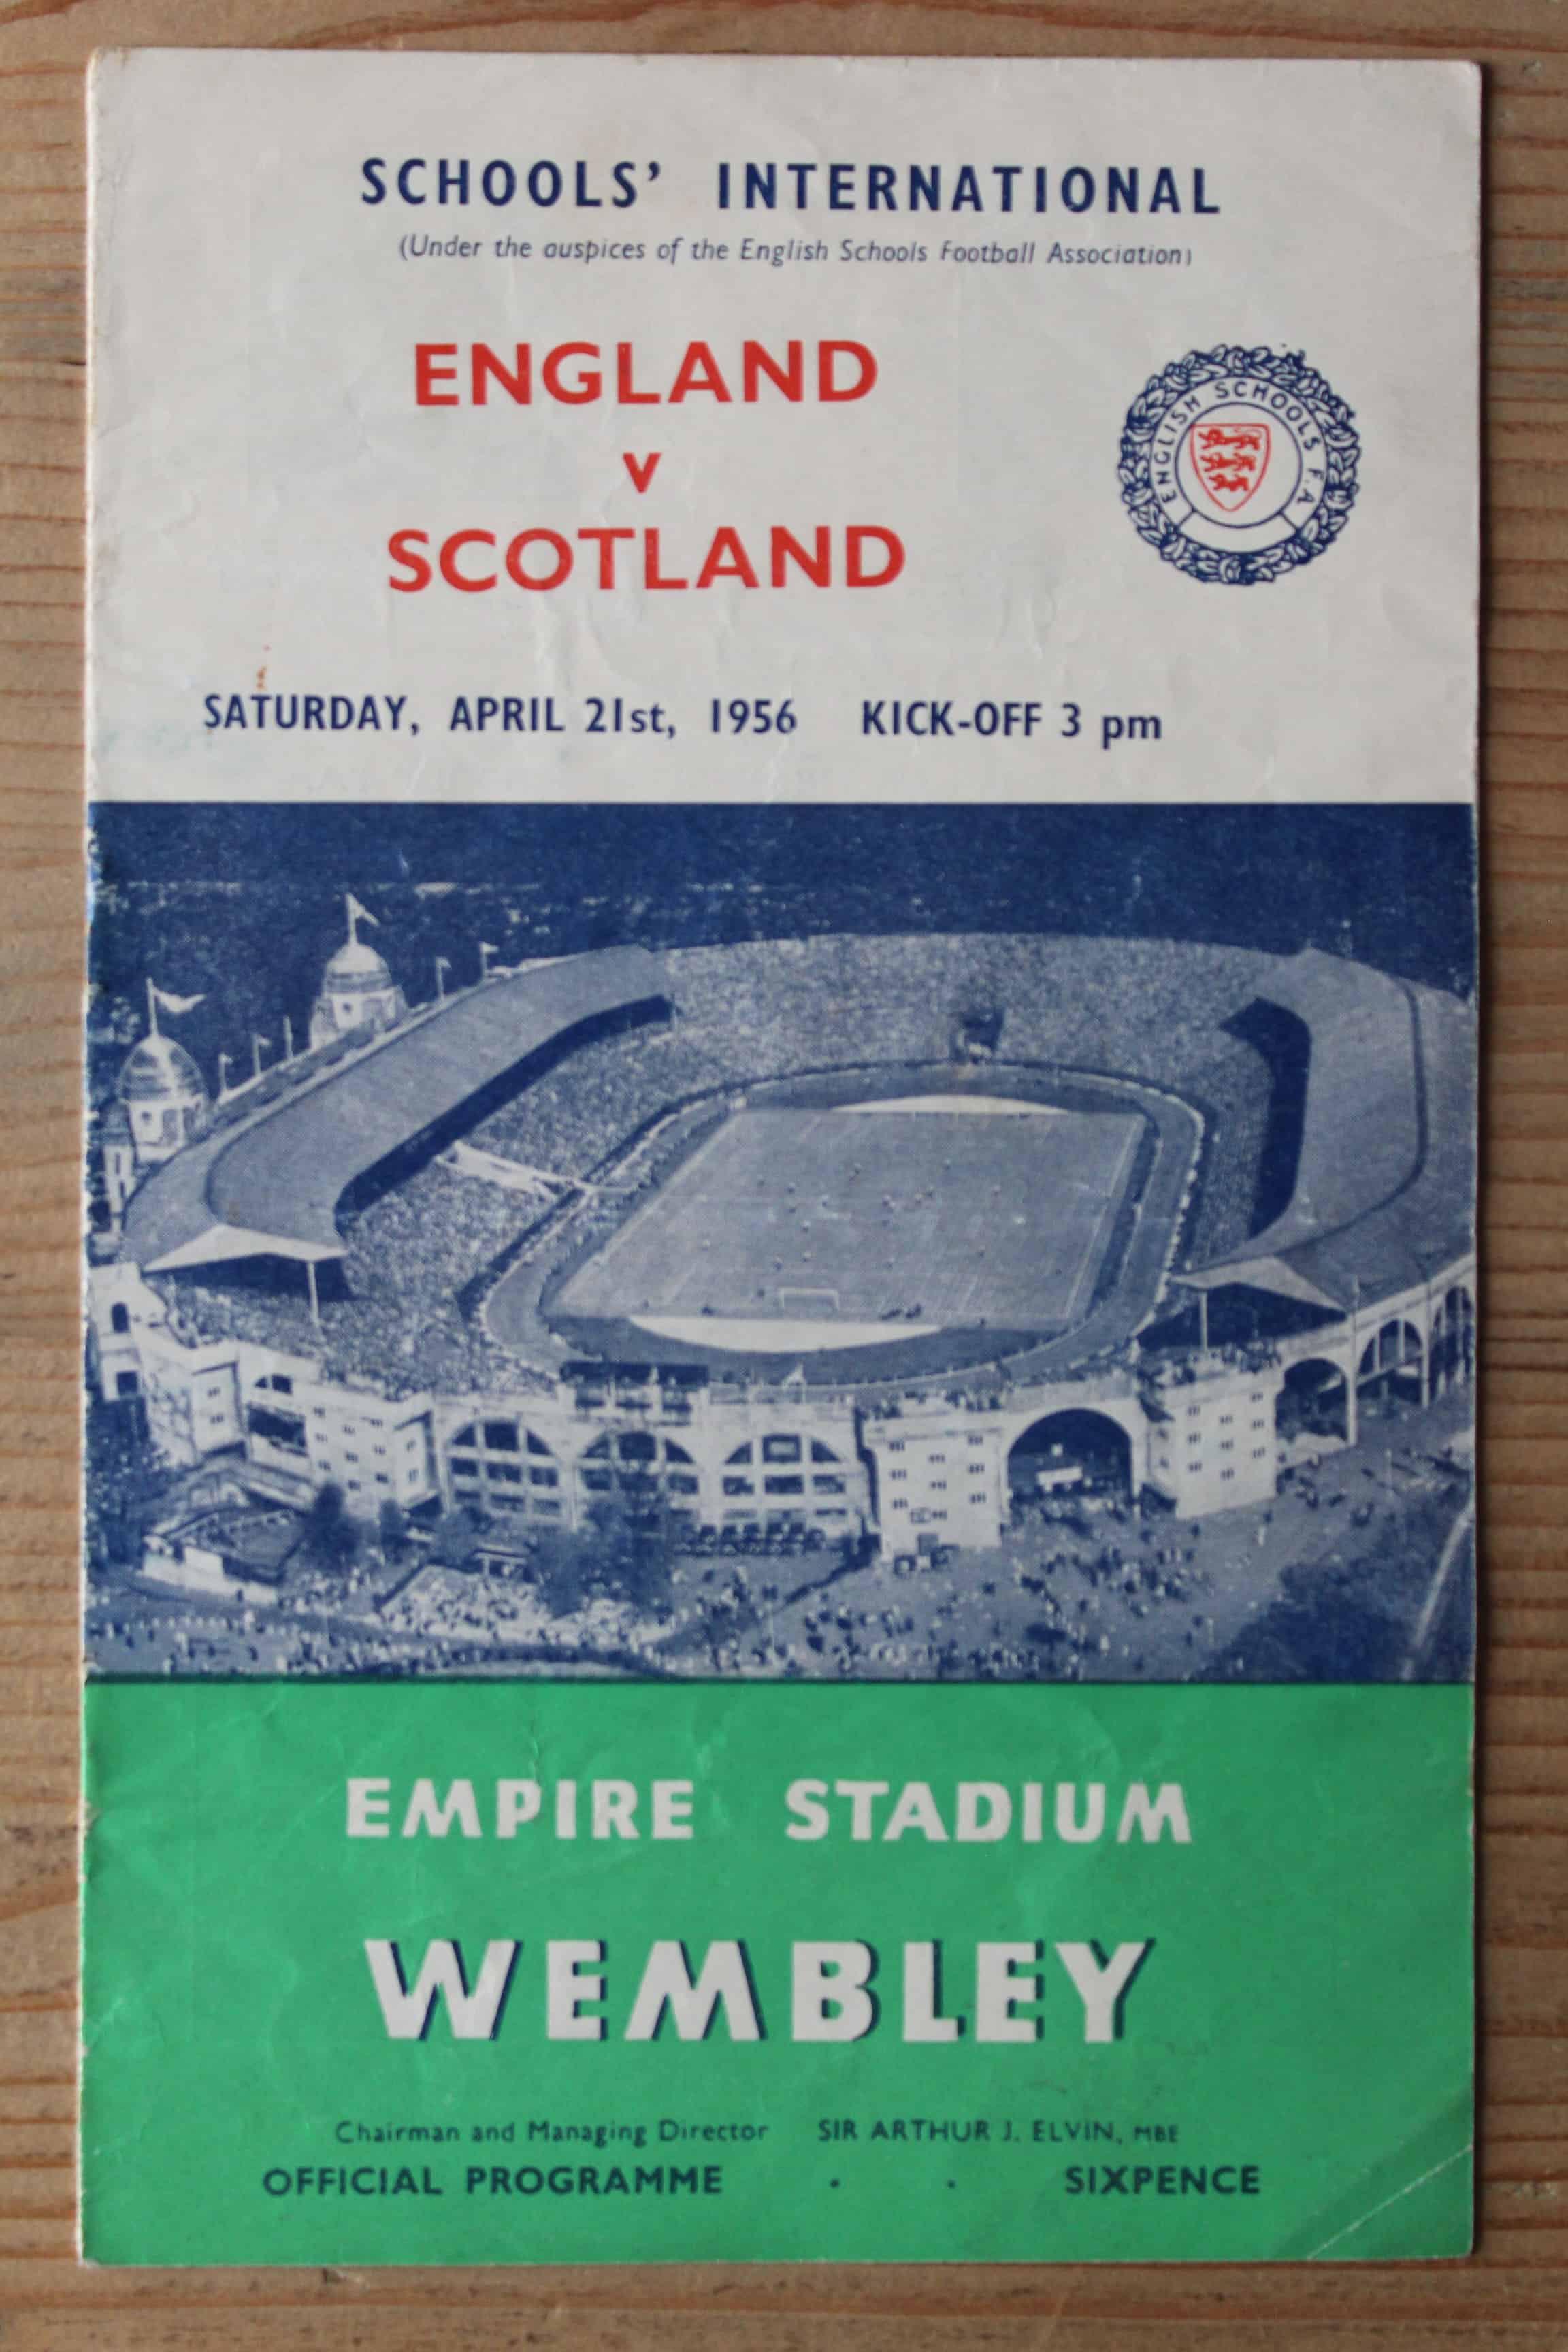 SCHOOLS' INTERNATIONAL
(Under the auspices of the English Schools Football Association)
ENGLAND
v
SCOTLAND
ENGLISH SCHOOLS F.A.
SATURDAY, APRIL 21st, 1956 KICK-OFF 3 pm
EMPIRE STADIUM
WEMBLEY
Chairman and Managing Director SIR ARTHUR J. ELVIN, MBE
OFFICIAL PROGRAMME . . SIXPENCE